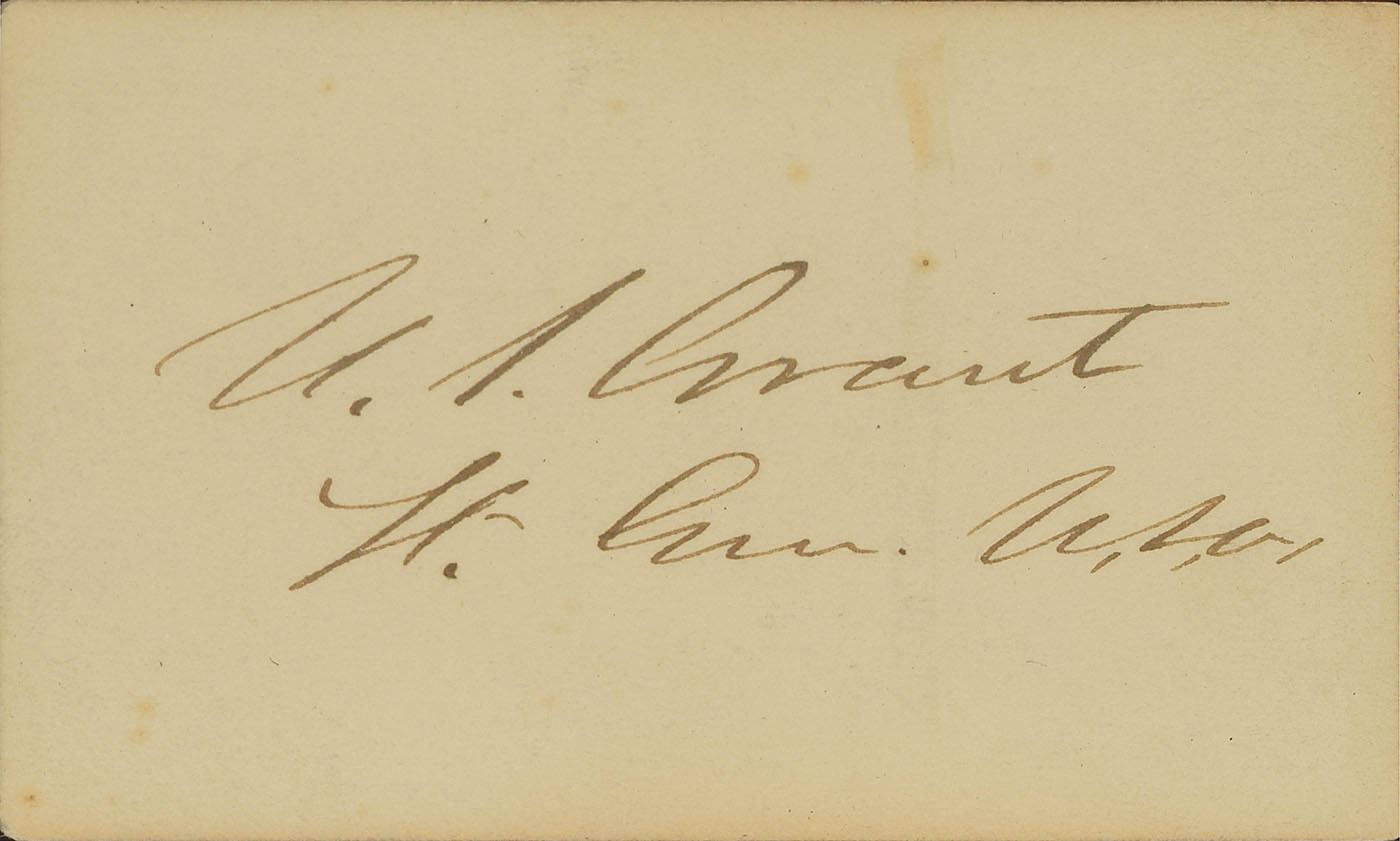 U. S. Grant
Lt. Gen. U.S.A.